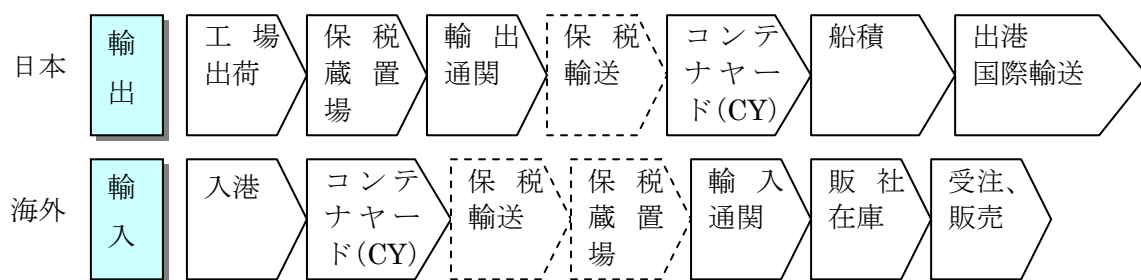 日本
輸出
工場
出荷
保税
蔵置
場
輸出
通関
保税
輸送
コンテ
ナヤー
ド(CY)
船積
出港
国際輸送
海外
輸入
入港
コンテ
ナヤー
ド(CY)
保税
輸送
保税
蔵置
場
輸入
通関
販社
在庫
受注、
販売